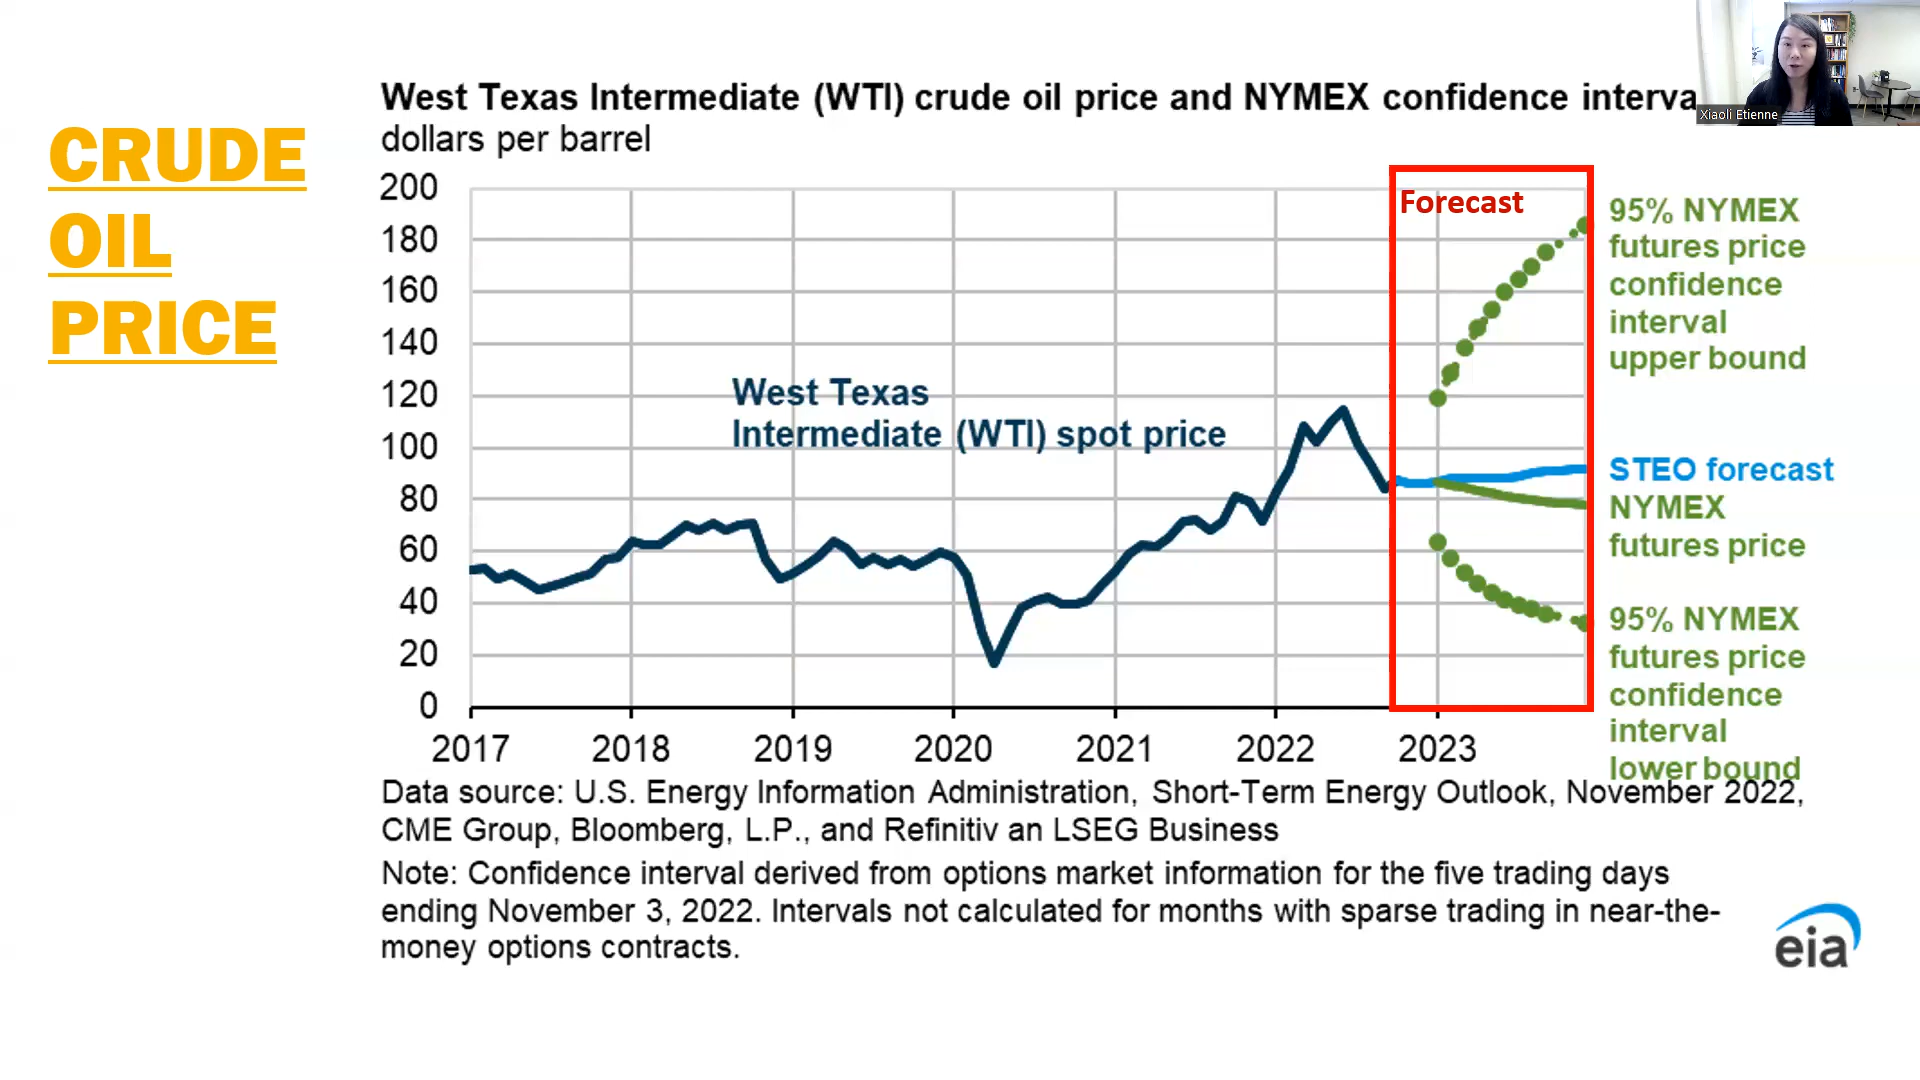 CRUDE
OIL
PRICE
West Texas Intermediate (WTI) crude oil price and NYMEX confidence interva
dollars per barrel
Xiaoli Etienne
200
180
160
140
120
100
80
60
40
20
0
Forecast
West Texas
Intermediate (WTI) spot price
95% NYMEX
futures price
confidence
interval
upper bound
STEO forecast
NYMEX
futures price
95% NYMEX
futures price
confidence
interval
lower bound
2017 2018 2019 2020 2021 2022 2023
Data source: U.S. Energy Information Administration, Short-Term Energy Outlook, November 2022,
CME Group, Bloomberg, L.P., and Refinitiv an LSEG Business
Note: Confidence interval derived from options market information for the five trading days
ending November 3, 2022. Intervals not calculated for months with sparse trading in near-the-
money options contracts.
eia